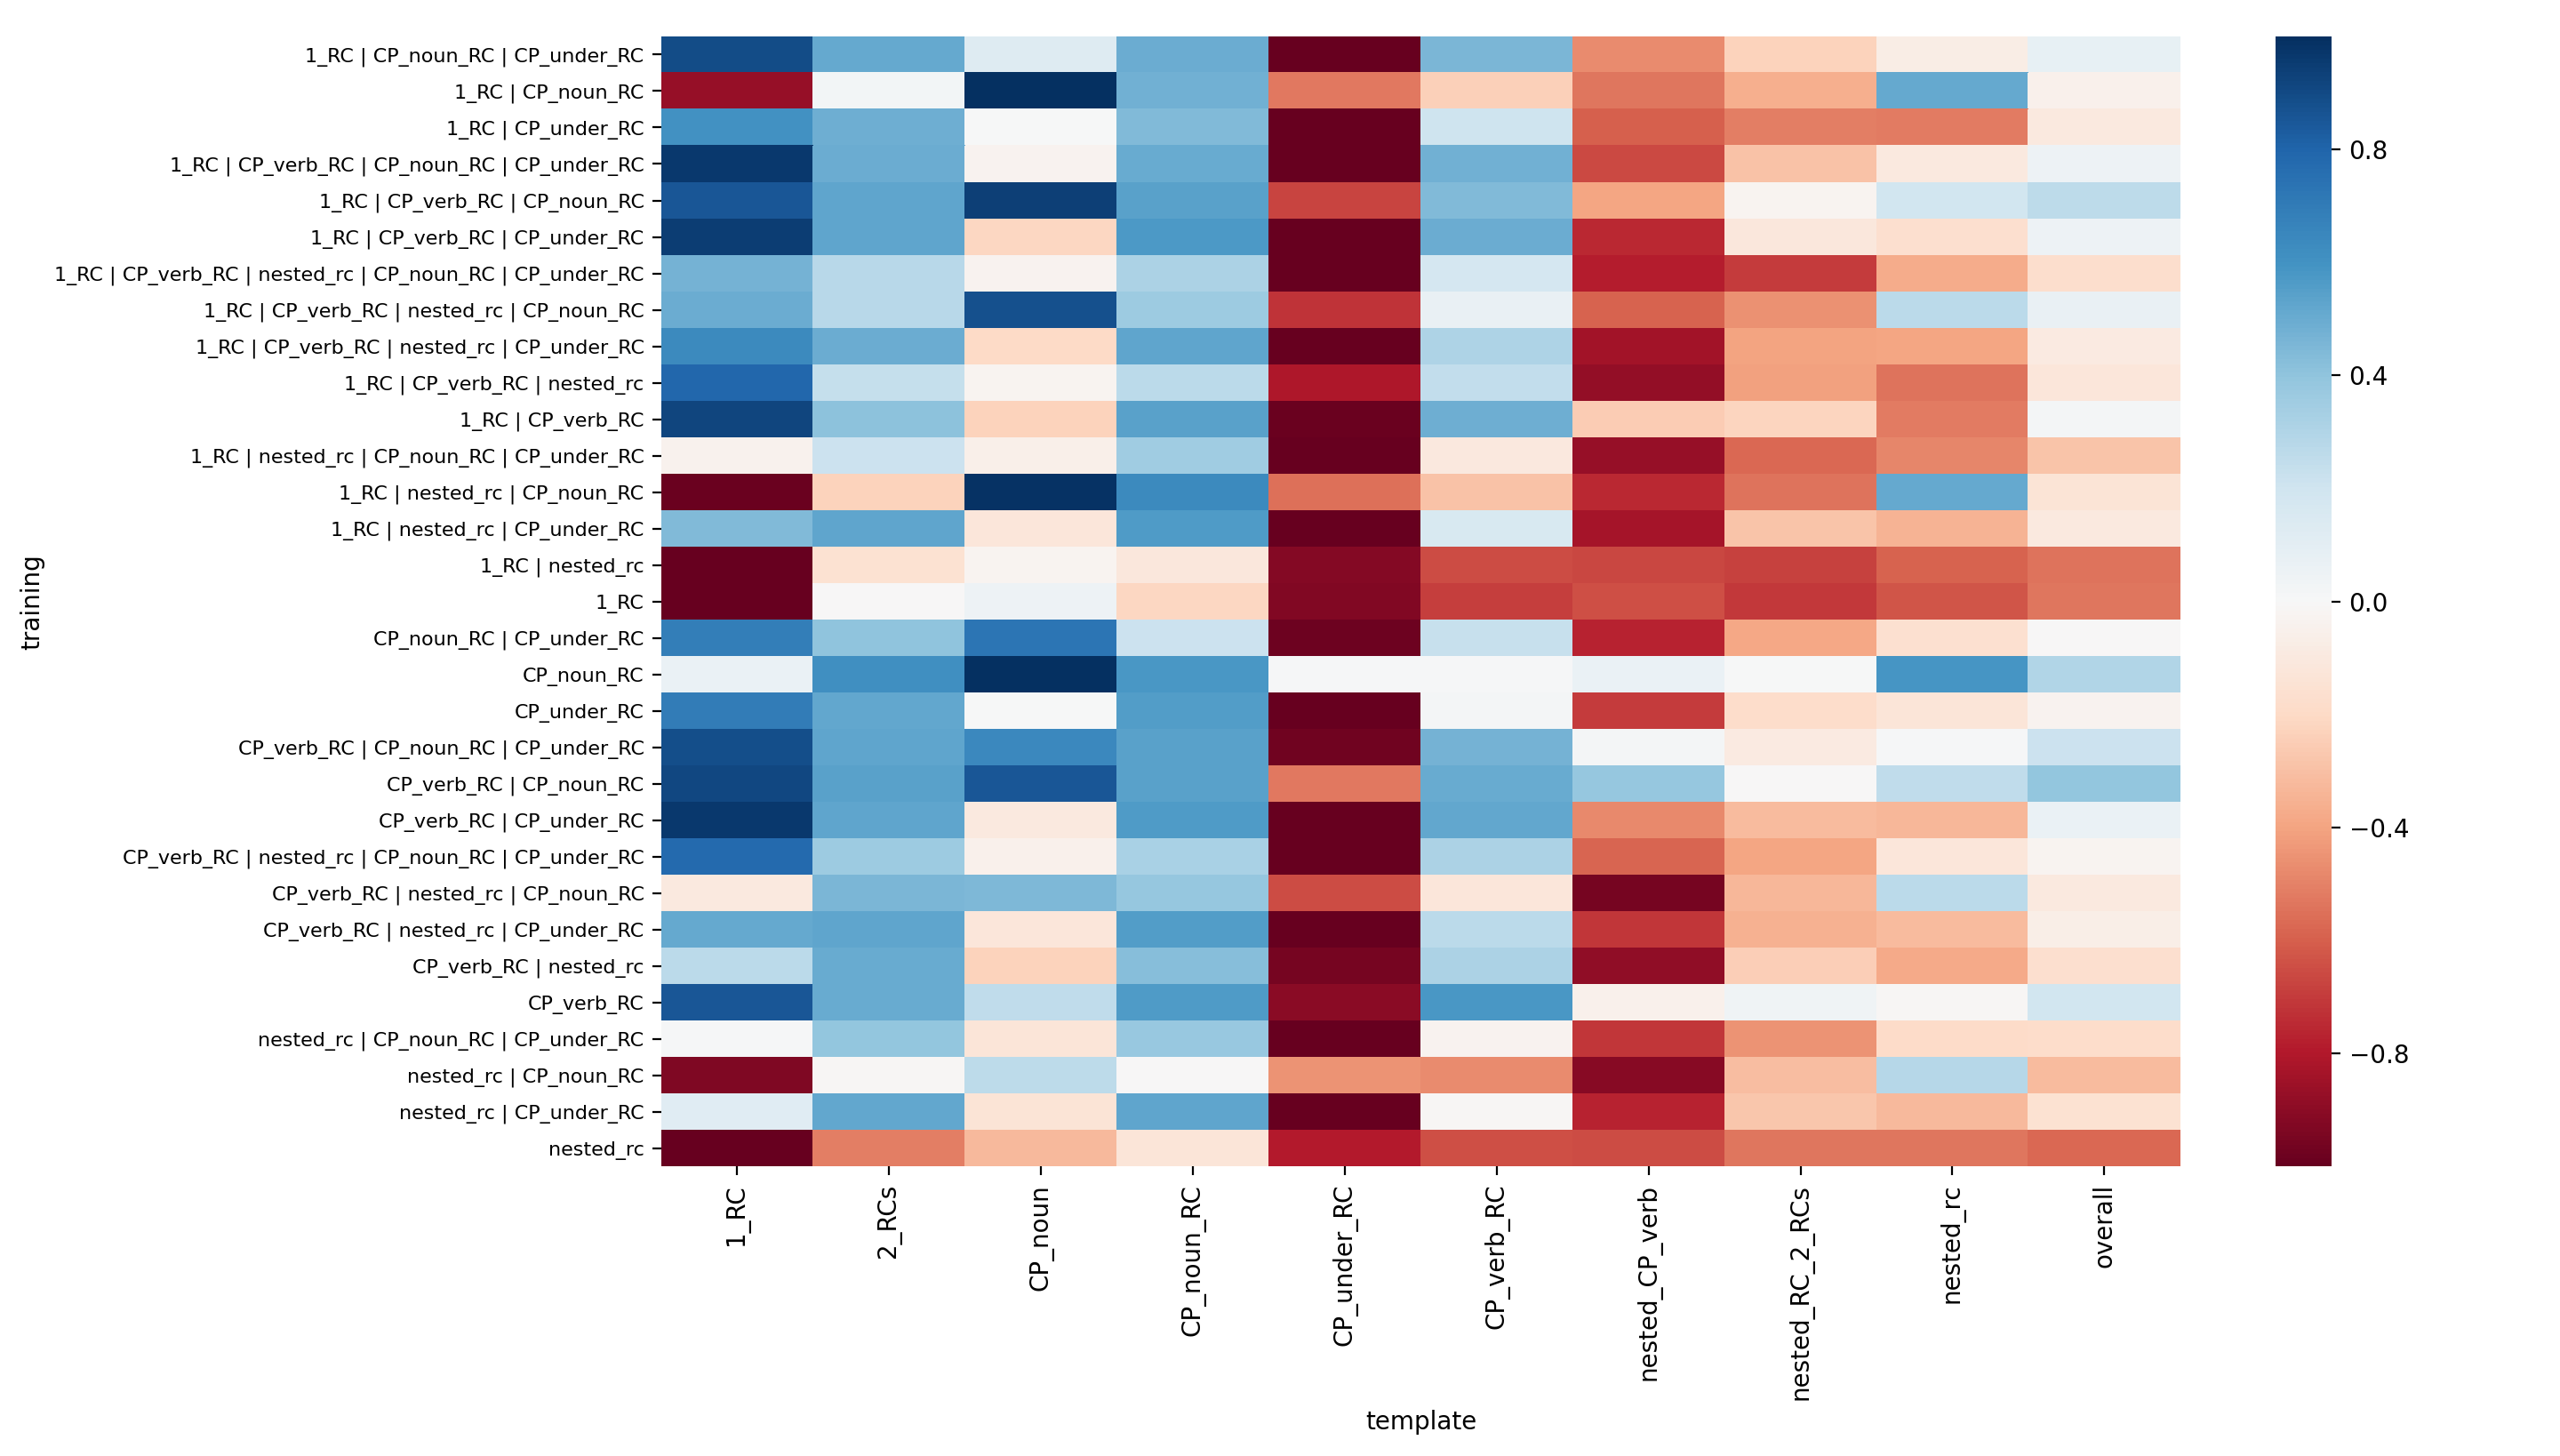 training
1_RC | CP_noun_RC | CP_under_RC
1_RC | CP_noun_RC
1_RC | CP_under_RC
1_RC | CP_verb_RC | CP_noun_RC | CP_under_RC
1_RC | CP_verb_RC | CP_noun_RC
1_RC | CP_verb_RC | CP_under_RC
1_RC | CP_verb_RC | nested_rc | CP_noun_RC | CP_under_RC
1_RC | CP_verb_RC | nested_rc | CP_noun_RC
1_RC | CP_verb_RC | nested_rc | CP_under_RC
1_RC | CP_verb_RC | nested_rc
1_RC | CP_verb_RC
1_RC | nested_rc | CP_noun_RC | CP_under_RC
1_RC | nested_rc | CP_noun_RC
1_RC | nested_rc | CP_under_RC
1_RC | nested_rc
1_RC
CP_noun_RC | CP_under_RC
CP_noun_RC
CP_under_RC
CP_verb_RC | CP_noun_RC | CP_under_RC
CP_verb_RC | CP_noun_RC
CP_verb_RC | CP_under_RC
CP_verb_RC | nested_rc | CP_noun_RC | CP_under_RC
CP_verb_RC | nested_rc | CP_noun_RC
CP_verb_RC | nested_rc | CP_under_RC
CP_verb_RC | nested_rc
CP_verb_RC
nested_rc | CP_noun_RC | CP_under_RC
nested_rc | CP_noun_RC
nested_rc | CP_under_RC
nested_rc
1_RC
2_RCs
CP_noun
CP_noun_RC
CP_under_RC
CP_verb_RC
nested_CP_verb
nested_RC_2_RCs
nested_rc
overall
template
0.8
0.4
0.0
−0.4
−0.8